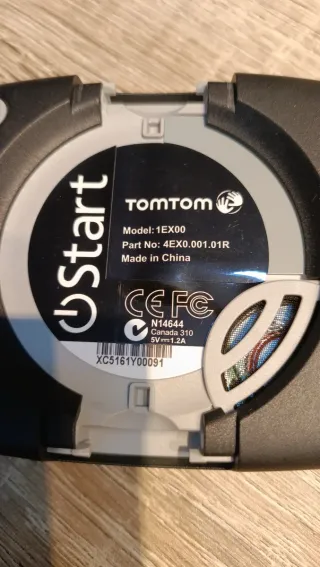 Start
TOMTOM
Model: 1EX00
Part No: 4EX0.001.01R
Made in China
CE FC
N14644
Canada 310
5V⎓1.2A
XC5161Y00091